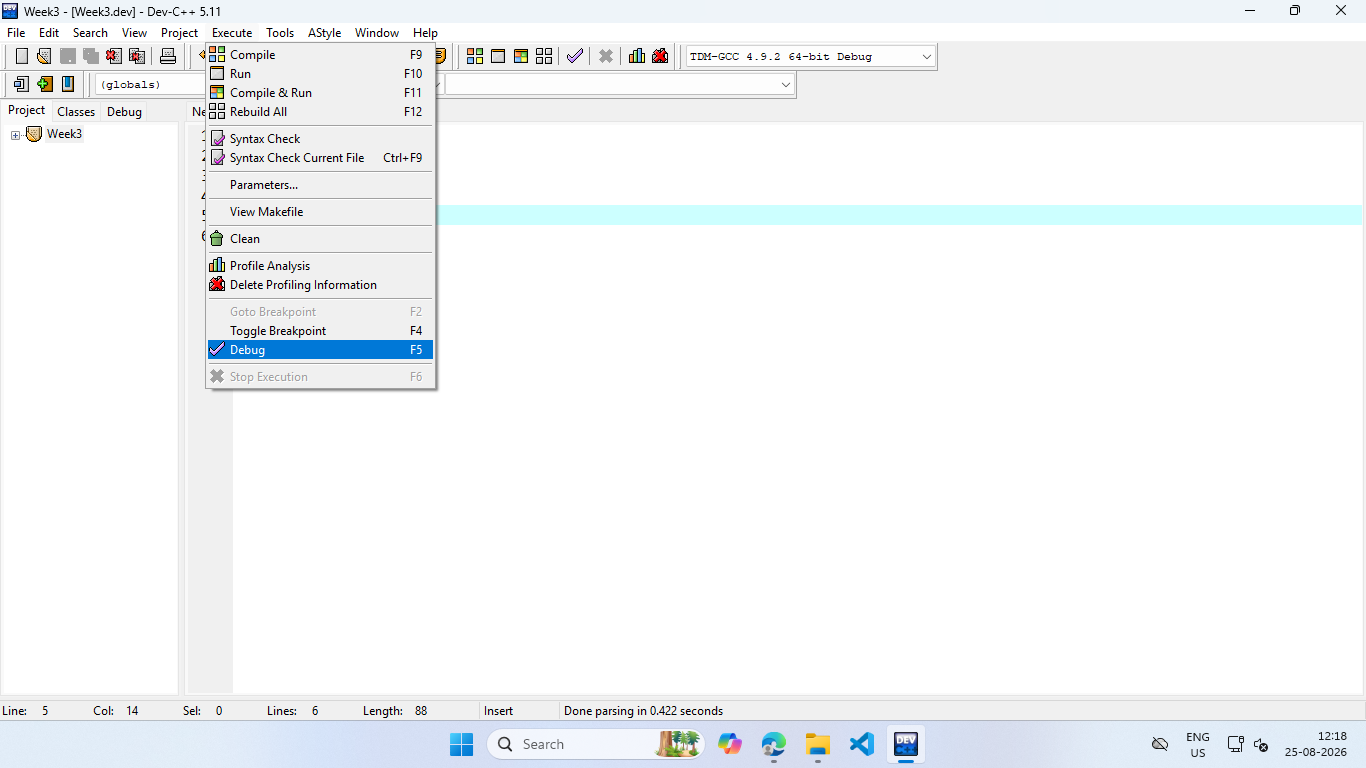 Week3 - [Week3.dev] - Dev-C++ 5.11
File Edit Search View Project Execute Tools AStyle Window Help
TDM-GCC 4.9.2 64-bit Debug
(globals)
Project Classes Debug
Week3
Compile F9
Run F10
Compile & Run F11
Rebuild All F12
Syntax Check
Syntax Check Current File Ctrl+F9
Parameters...
View Makefile
Clean
Profile Analysis
Delete Profiling Information
Goto Breakpoint F2
Toggle Breakpoint F4
Debug F5
Stop Execution F6
Line: 5 Col: 14 Sel: 0 Lines: 6 Length: 88 Insert Done parsing in 0.422 seconds
Search
DEV
ENG
US
12:18
25-08-2026